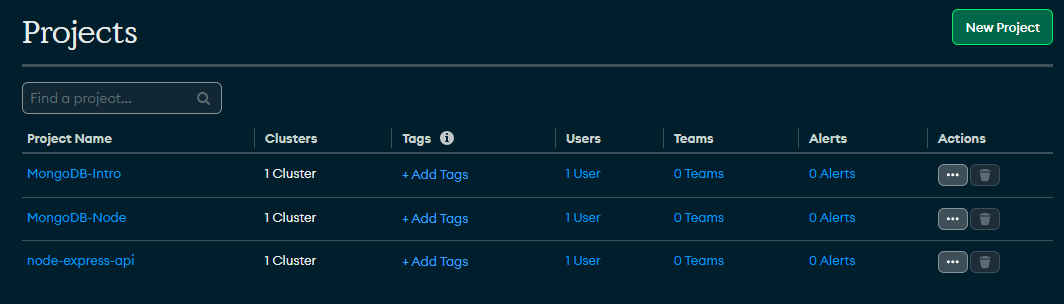 Projects
New Project
Find a project...
Project Name Clusters Tags Users Teams Alerts Actions
MongoDB-Intro 1 Cluster + Add Tags 1 User 0 Teams 0 Alerts
MongoDB-Node 1 Cluster + Add Tags 1 User 0 Teams 0 Alerts
node-express-api 1 Cluster + Add Tags 1 User 0 Teams 0 Alerts